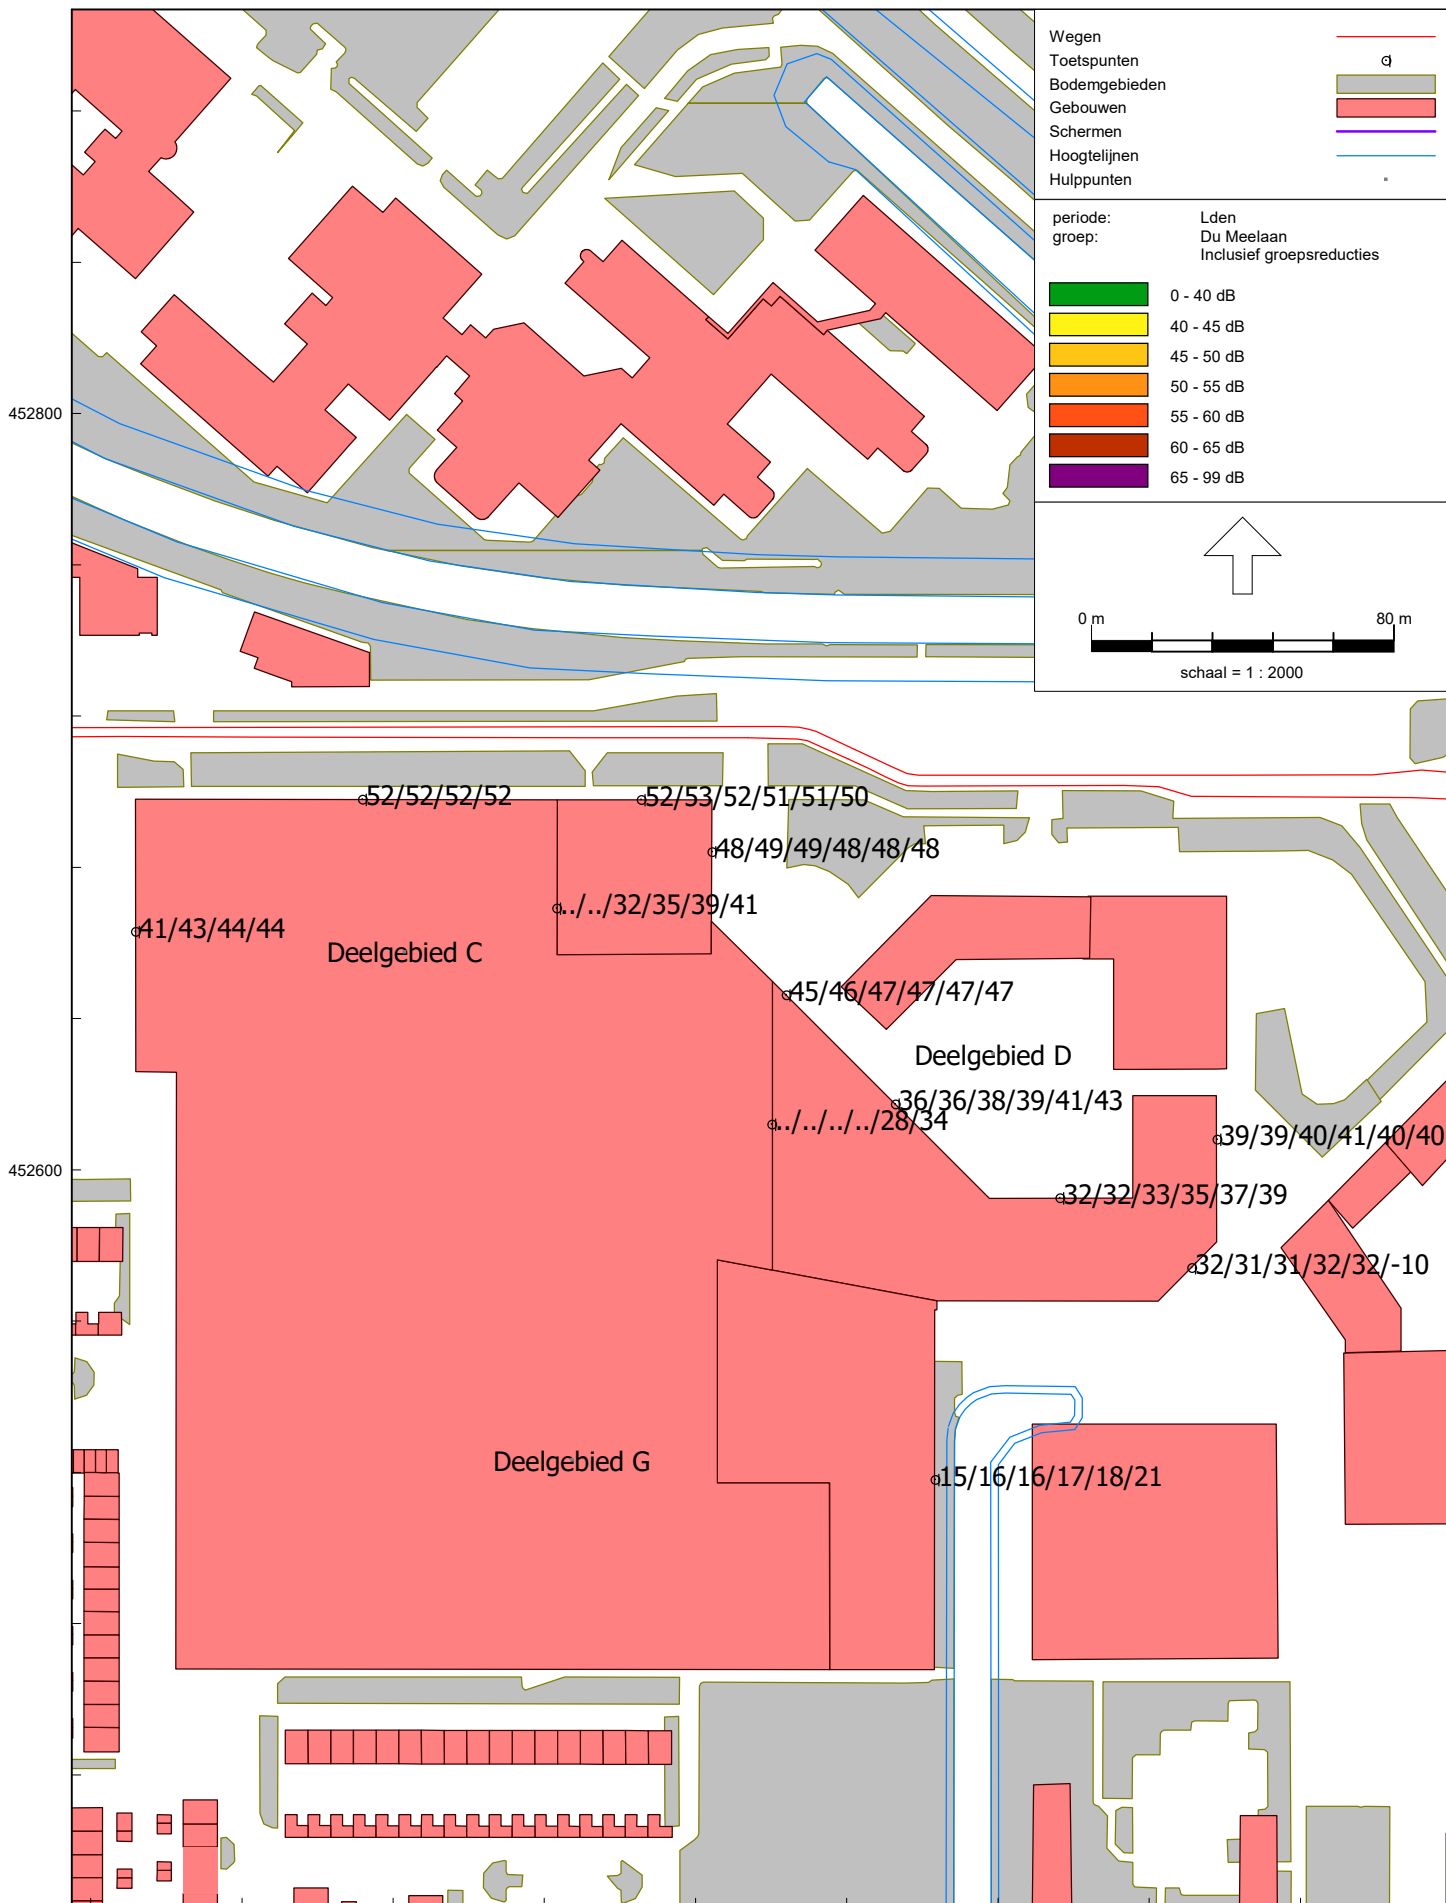 Wegen
Toetspunten
Bodemgebieden
Gebouwen
Schermen
Hoogtelijnen
Hulppunten
periode: Lden
groep: Du Meelaan
Inclusief groepsreducties
0 - 40 dB
40 - 45 dB
45 - 50 dB
50 - 55 dB
55 - 60 dB
60 - 65 dB
65 - 99 dB
452800
0 m 80 m
schaal = 1 : 2000
52/52/52/52
52/53/52/51/51/50
48/49/49/48/48/48
../../32/35/39/41
41/43/44/44
Deelgebied C
45/46/47/47/47/47
Deelgebied D
36/36/38/39/41/43
../../../../28/34
39/39/40/41/40/40
452600
32/32/33/35/37/39
32/31/31/32/32/-10
Deelgebied G
15/16/16/17/18/21